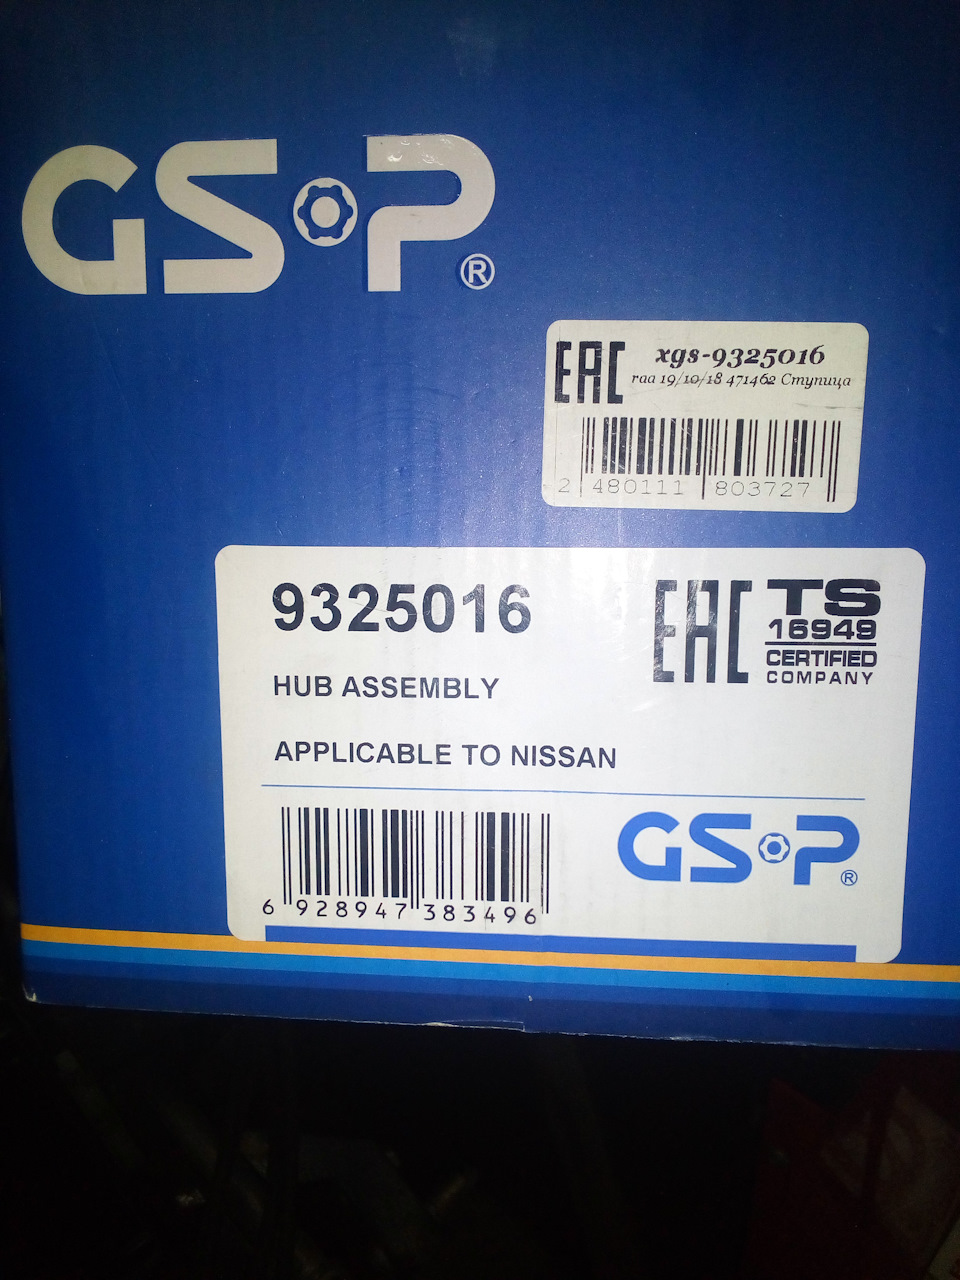 GSP®
EAC
xgs-9325016
raa 19/10/18 471462 Ступица
2 480111 803727
9325016
EAC
TS
16949
CERTIFIED
COMPANY
HUB ASSEMBLY
APPLICABLE TO NISSAN
6 928947 383496
GSP®